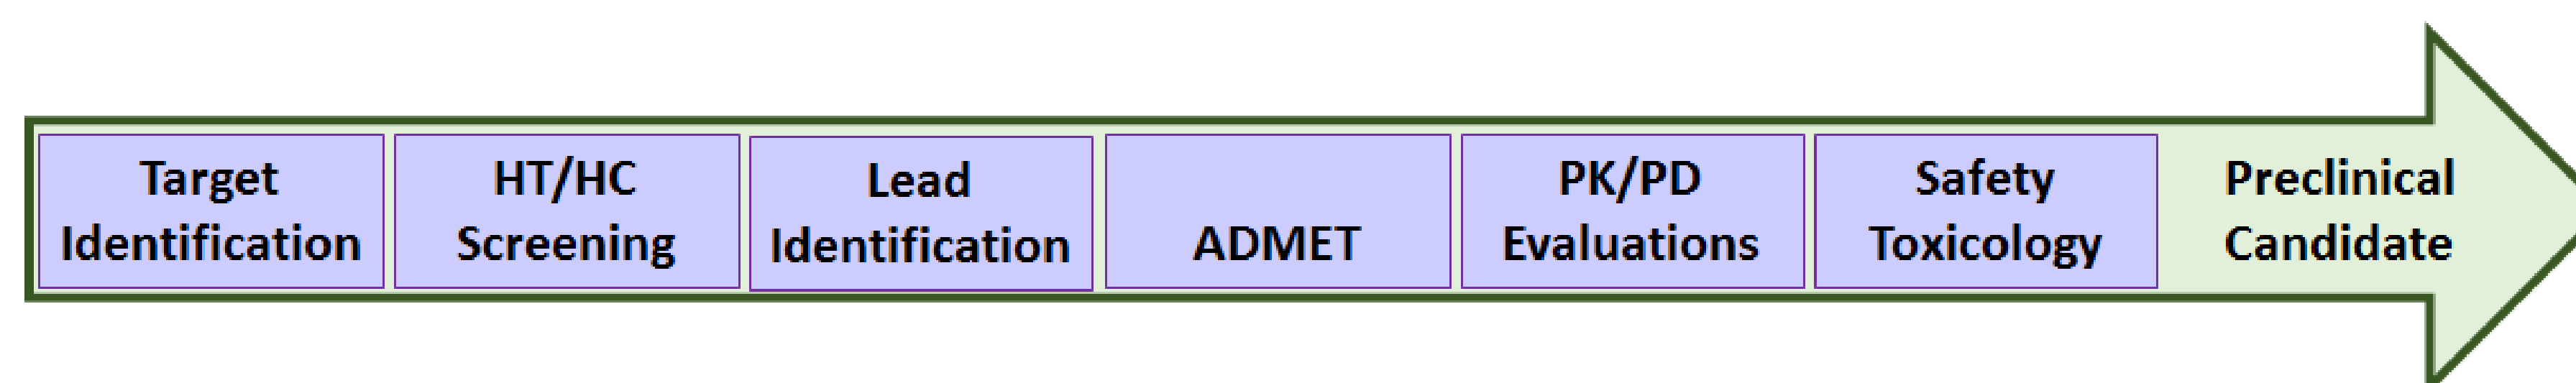 Target
Identification
HT/HC
Screening
Lead
Identification
ADMET
PK/PD
Evaluations
Safety
Toxicology
Preclinical
Candidate